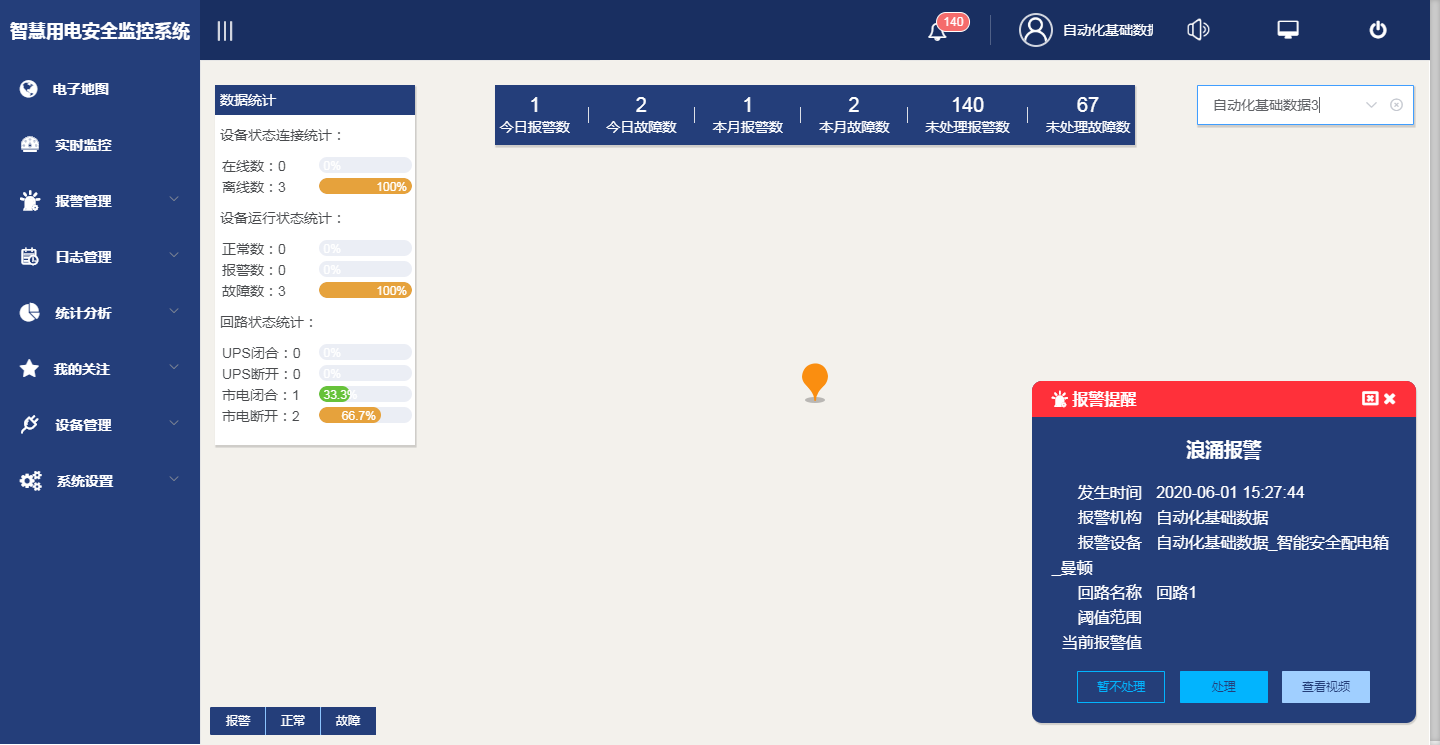 智慧用电安全监控系统
140
自动化基础数据
电子地图
实时监控
报警管理
日志管理
统计分析
我的关注
设备管理
系统设置
数据统计
设备状态连接统计：
在线数：0 0%
离线数：3 100%
设备运行状态统计：
正常数：0 0%
报警数：0 0%
故障数：3 100%
回路状态统计：
UPS闭合：0 0%
UPS断开：0 0%
市电闭合：1 33.3%
市电断开：2 66.7%
1 2 1 2 140 67
今日报警数 今日故障数 本月报警数 本月故障数 未处理报警数 未处理故障数
自动化基础数据3
报警提醒
浪涌报警
发生时间 2020-06-01 15:27:44
报警机构 自动化基础数据
报警设备 自动化基础数据_智能安全配电箱
_曼顿
回路名称 回路1
阈值范围
当前报警值
暂不处理 处理 查看视频
报警 正常 故障